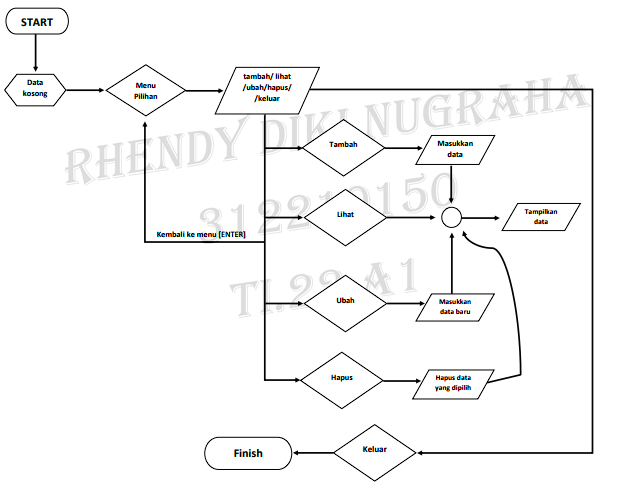 START
Data
kosong
Menu
Pilihan
tambah/ lihat
/ubah/hapus/
/keluar
RHENDY DIKI NUGRAHA
Tambah
Masukkan
data
312210150
Lihat
Tampilkan
data
Kembali ke menu [ENTER]
TI.22 A1
Ubah
Masukkan
data baru
Hapus
Hapus data
yang dipilih
Keluar
Finish